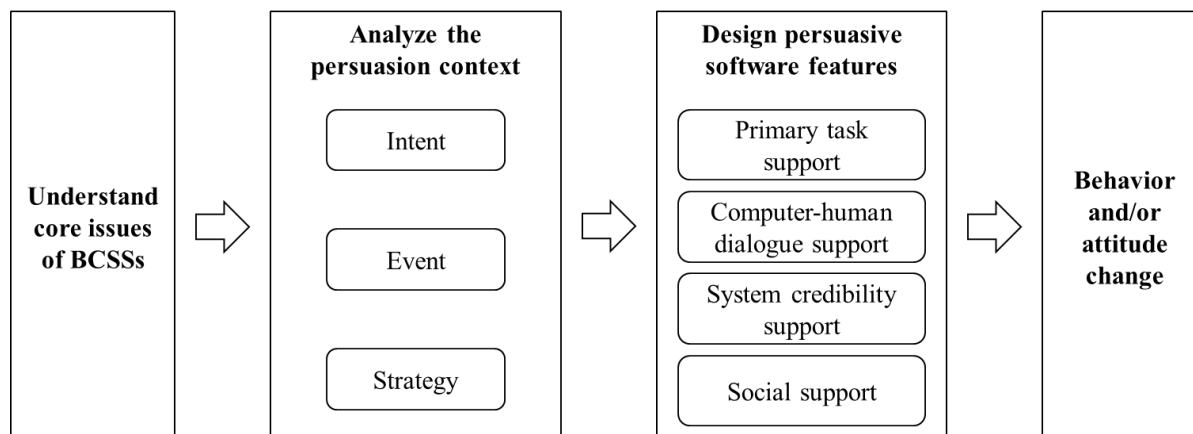 Understand
core issues
of BCSSs
Analyze the
persuasion context
Intent
Event
Strategy
Design persuasive
software features
Primary task
support
Computer-human
dialogue support
System credibility
support
Social support
Behavior
and/or
attitude
change